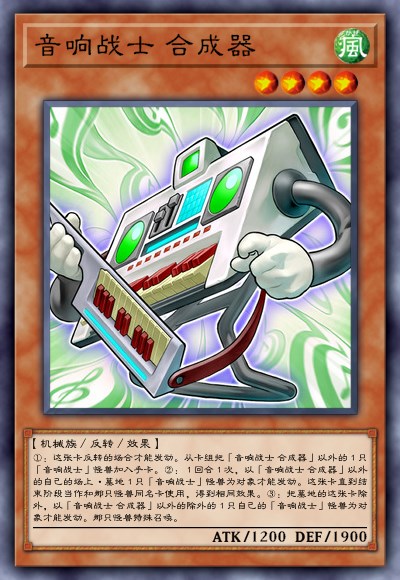 音响战士 合成器
風
【机械族／反转／效果】
①：这张卡反转的场合才能发动。从卡组把「音响战士 合成器」以外的1只
「音响战士」怪兽加入手卡。②：1回合1次，以「音响战士 合成器」以外
的自己的场上·墓地1只「音响战士」怪兽为对象才能发动。这张卡直到结
束阶段当作和那只怪兽同名卡使用，得到相同效果。③：把墓地的这张卡除
外，以「音响战士 合成器」以外的除外的1只自己的「音响战士」怪兽为对
象才能发动。那只怪兽特殊召唤。
ATK/1200 DEF/1900